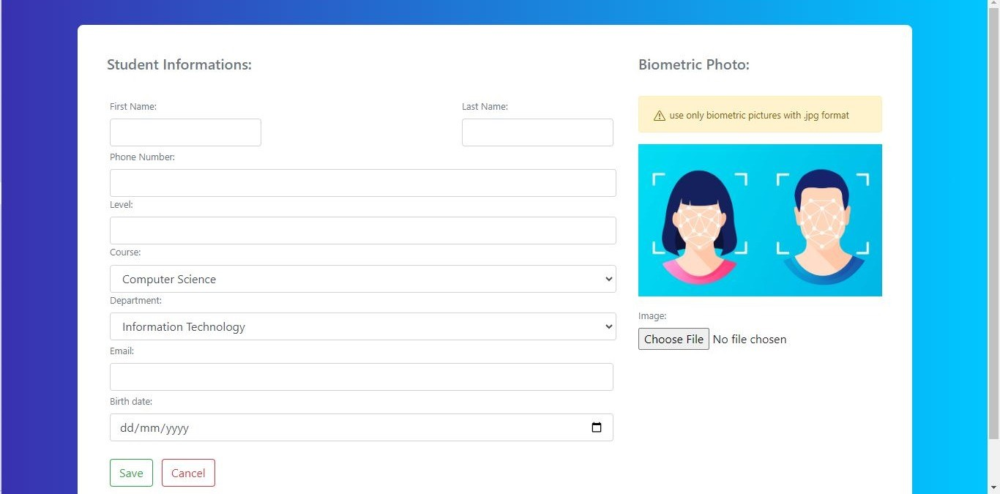 Student Informations:
First Name:
Last Name:
Phone Number:
Level:
Course:
Computer Science
Department:
Information Technology
Email:
Birth date:
dd/mm/yyyy
Save
Cancel
Biometric Photo:
use only biometric pictures with .jpg format
Image:
Choose File No file chosen